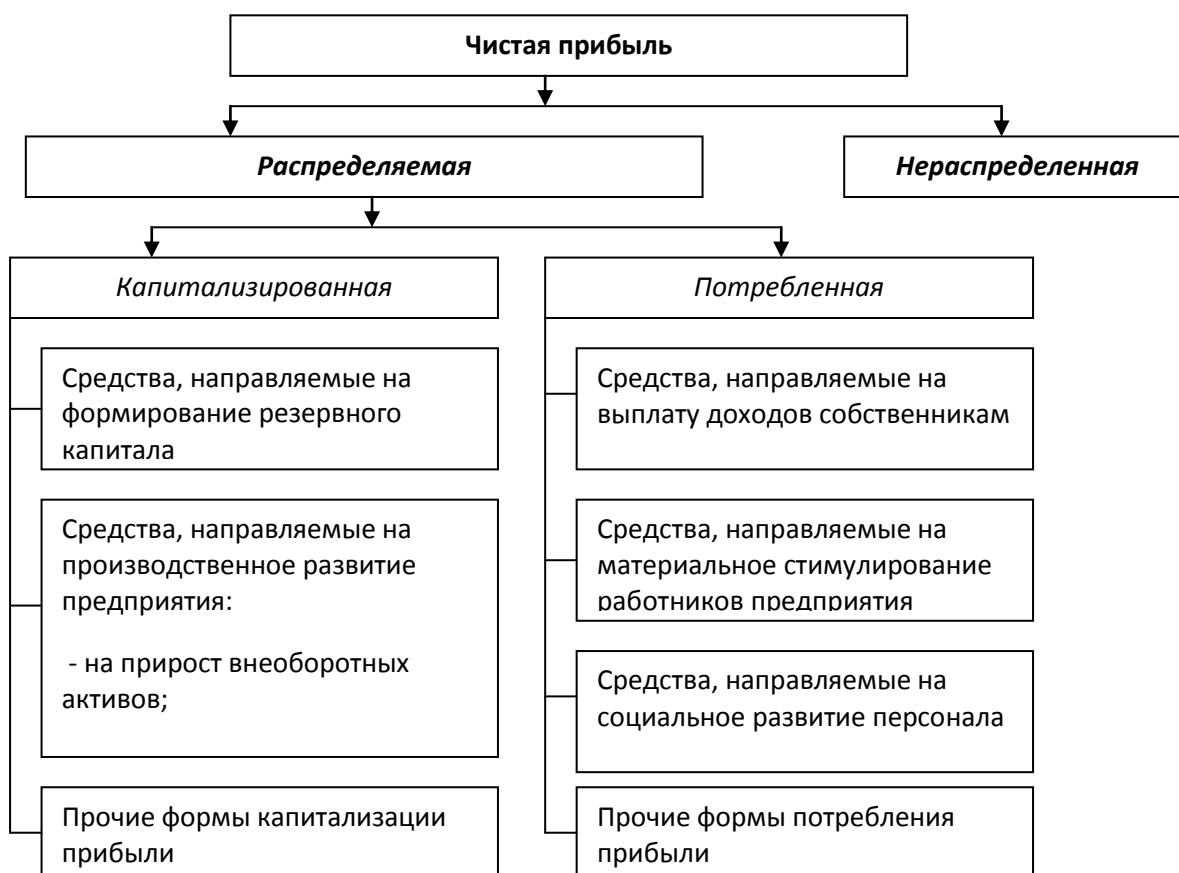 Чистая прибыль
Распределяемая
Нераспределенная
Капитализированная
Потребленная
Средства, направляемые на
формирование резервного
капитала
Средства, направляемые на
производственное развитие
предприятия:
- на прирост внеоборотных
активов;
Прочие формы капитализации
прибыли
Средства, направляемые на
выплату доходов собственникам
Средства, направляемые на
материальное стимулирование
работников предприятия
Средства, направляемые на
социальное развитие персонала
Прочие формы потребления
прибыли